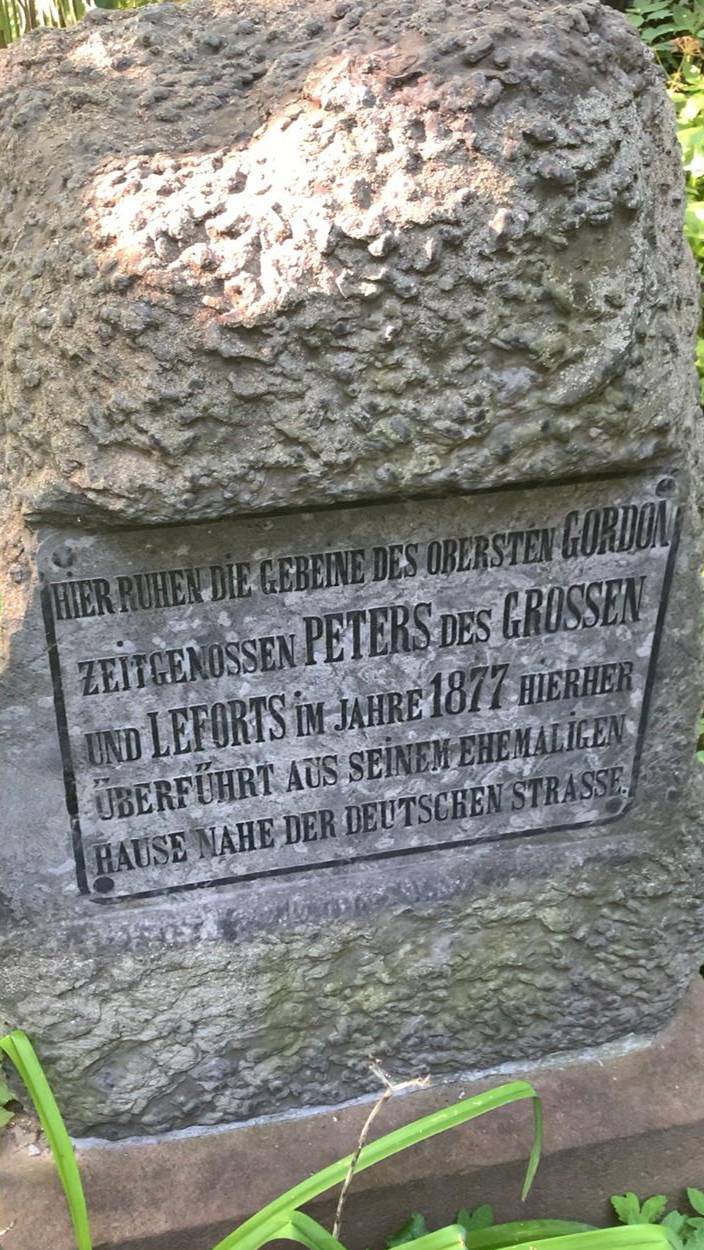 HIER RUHEN DIE GEBEINE DES OBERSTEN GORDON
ZEITGENOSSEN PETERS DES GROSSEN
UND LEFORTS IM JAHRE 1877 HIERHER
ÜBERFÜHRT AUS SEINEM EHEMALIGEN
HAUSE NAHE DER DEUTSCHEN STRASSE.